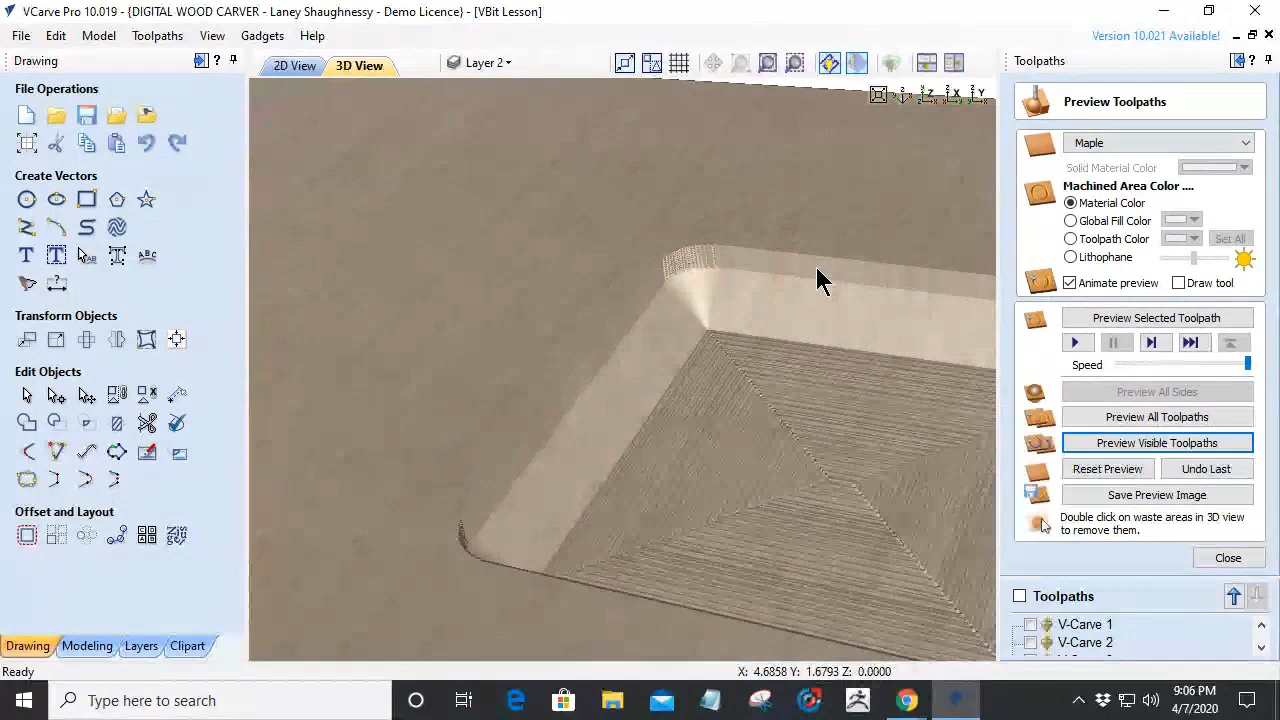 VCarve Pro 10.019 - {DIGITAL WOOD CARVER - Laney Shaughnessy - Demo Licence} - [VBit Lesson]
File Edit Model Toolpaths View Gadgets Help
Version 10.021 Available!
Drawing
2D View 3D View Layer 2
Toolpaths
File Operations
Create Vectors
Transform Objects
Edit Objects
Offset and Layout
Drawing Modeling Layers Clipart
Preview Toolpaths
Maple
Solid Material Color
Machined Area Color ....
Material Color
Global Fill Color
Toolpath Color Set All
Lithophane
Animate preview Draw tool
Preview Selected Toolpath
Speed
Preview All Sides
Preview All Toolpaths
Preview Visible Toolpaths
Reset Preview Undo Last
Save Preview Image
Double click on waste areas in 3D view
to remove them.
Close
Toolpaths
V-Carve 1
V-Carve 2
Ready
X: 4.6858 Y: 1.6793 Z: 0.0000
Type here to search
9:06 PM
4/7/2020